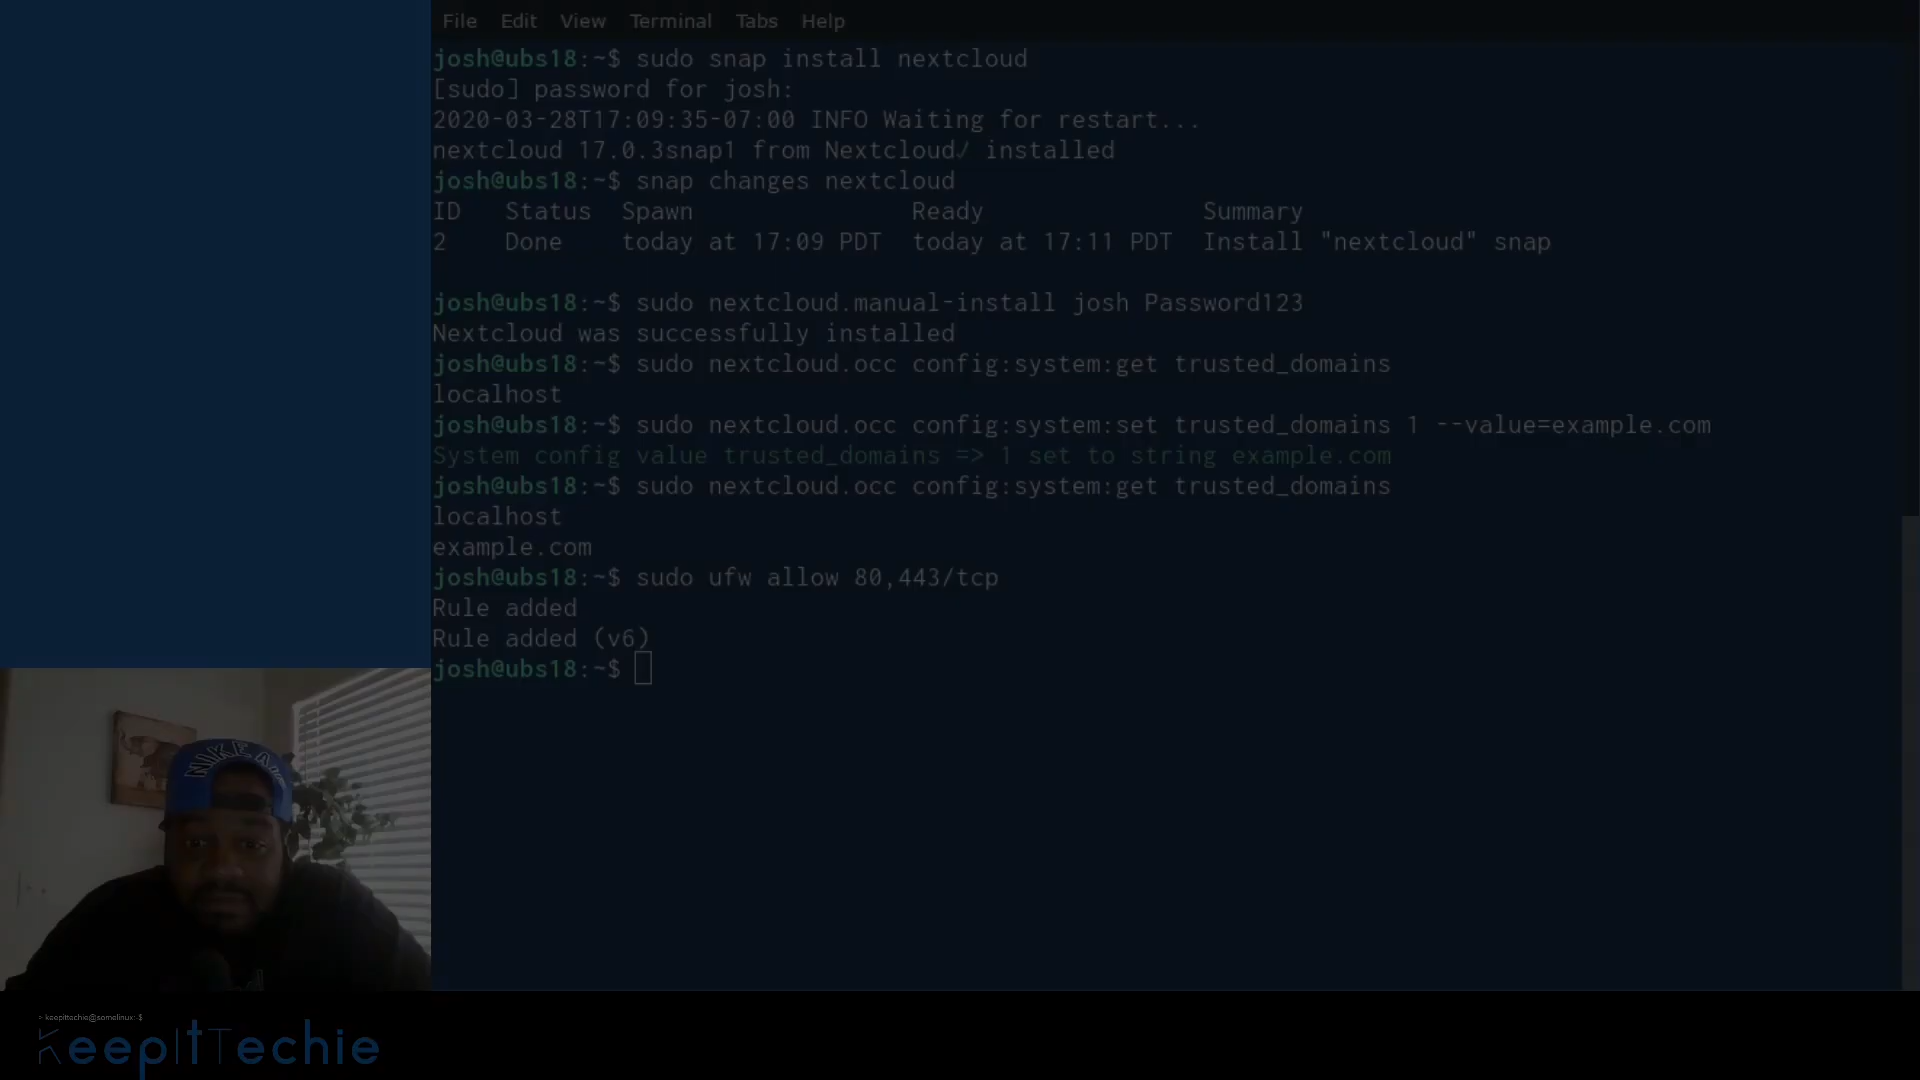 File Edit View Terminal Tabs Help
josh@ubs18:~$ sudo snap install nextcloud
[sudo] password for josh:
2020-03-28T17:09:35-07:00 INFO Waiting for restart...
nextcloud 17.0.3snap1 from Nextcloud✓ installed
josh@ubs18:~$ snap changes nextcloud
ID Status Spawn Ready Summary
2 Done today at 17:09 PDT today at 17:11 PDT Install "nextcloud" snap
josh@ubs18:~$ sudo nextcloud.manual-install josh Password123
Nextcloud was successfully installed
josh@ubs18:~$ sudo nextcloud.occ config:system:get trusted_domains
localhost
josh@ubs18:~$ sudo nextcloud.occ config:system:set trusted_domains 1 --value=example.com
System config value trusted_domains => 1 set to string example.com
josh@ubs18:~$ sudo nextcloud.occ config:system:get trusted_domains
localhost
example.com
josh@ubs18:~$ sudo ufw allow 80,443/tcp
Rule added
Rule added (v6)
josh@ubs18:~$
NIKE AIR
keepittechie@somelinux:~$
KeepItTechie